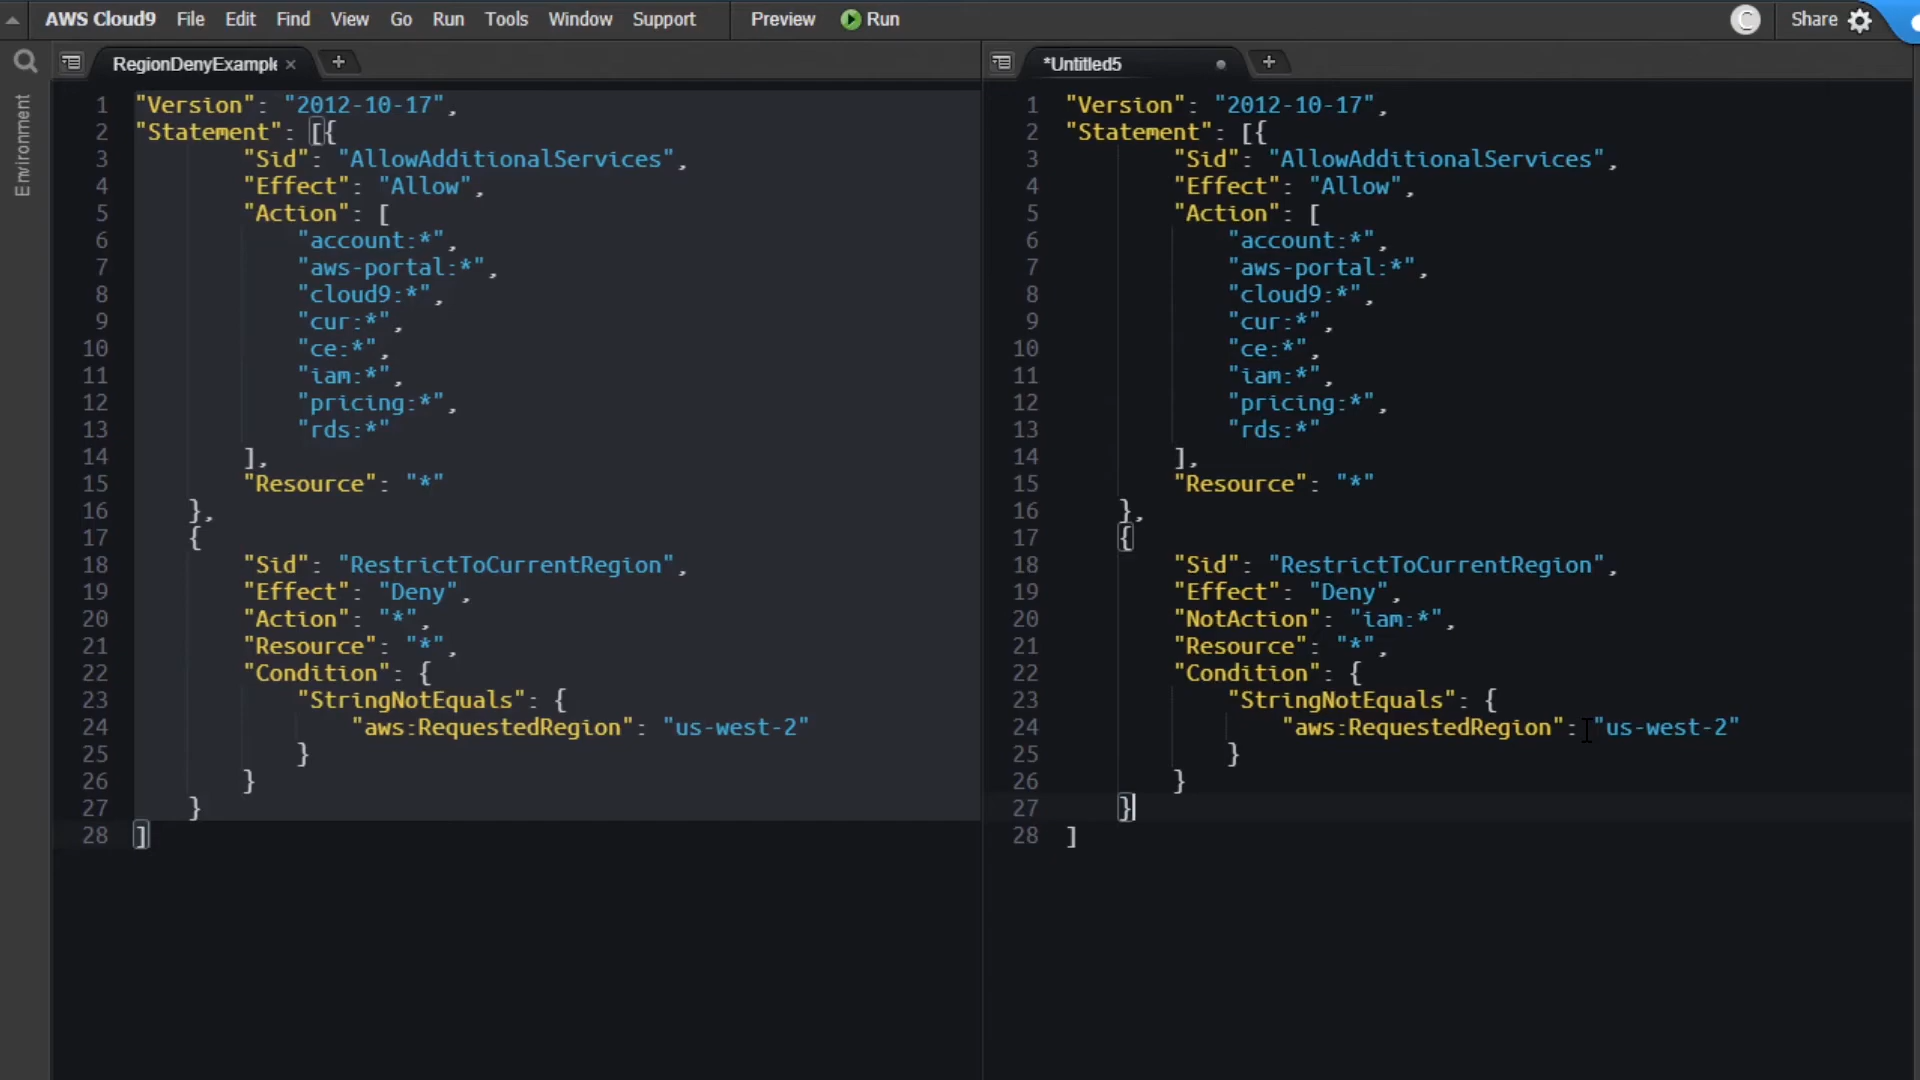 AWS Cloud9 File Edit Find View Go Run Tools Window Support Preview Run C Share
Environment
RegionDenyExample
1 "Version": "2012-10-17",
2 "Statement": [{
3 "Sid": "AllowAdditionalServices",
4 "Effect": "Allow",
5 "Action": [
6 "account:*",
7 "aws-portal:*",
8 "cloud9:*",
9 "cur:*",
10 "ce:*",
11 "iam:*",
12 "pricing:*",
13 "rds:*"
14 ],
15 "Resource": "*"
16 },
17 {
18 "Sid": "RestrictToCurrentRegion",
19 "Effect": "Deny",
20 "Action": "*",
21 "Resource": "*",
22 "Condition": {
23 "StringNotEquals": {
24 "aws:RequestedRegion": "us-west-2"
25 }
26 }
27 }
28 ]
*Untitled5
1 "Version": "2012-10-17",
2 "Statement": [{
3 "Sid": "AllowAdditionalServices",
4 "Effect": "Allow",
5 "Action": [
6 "account:*",
7 "aws-portal:*",
8 "cloud9:*",
9 "cur:*",
10 "ce:*",
11 "iam:*",
12 "pricing:*",
13 "rds:*"
14 ],
15 "Resource": "*"
16 },
17 {
18 "Sid": "RestrictToCurrentRegion",
19 "Effect": "Deny",
20 "NotAction": "iam:*",
21 "Resource": "*",
22 "Condition": {
23 "StringNotEquals": {
24 "aws:RequestedRegion": "us-west-2"
25 }
26 }
27 }
28 ]